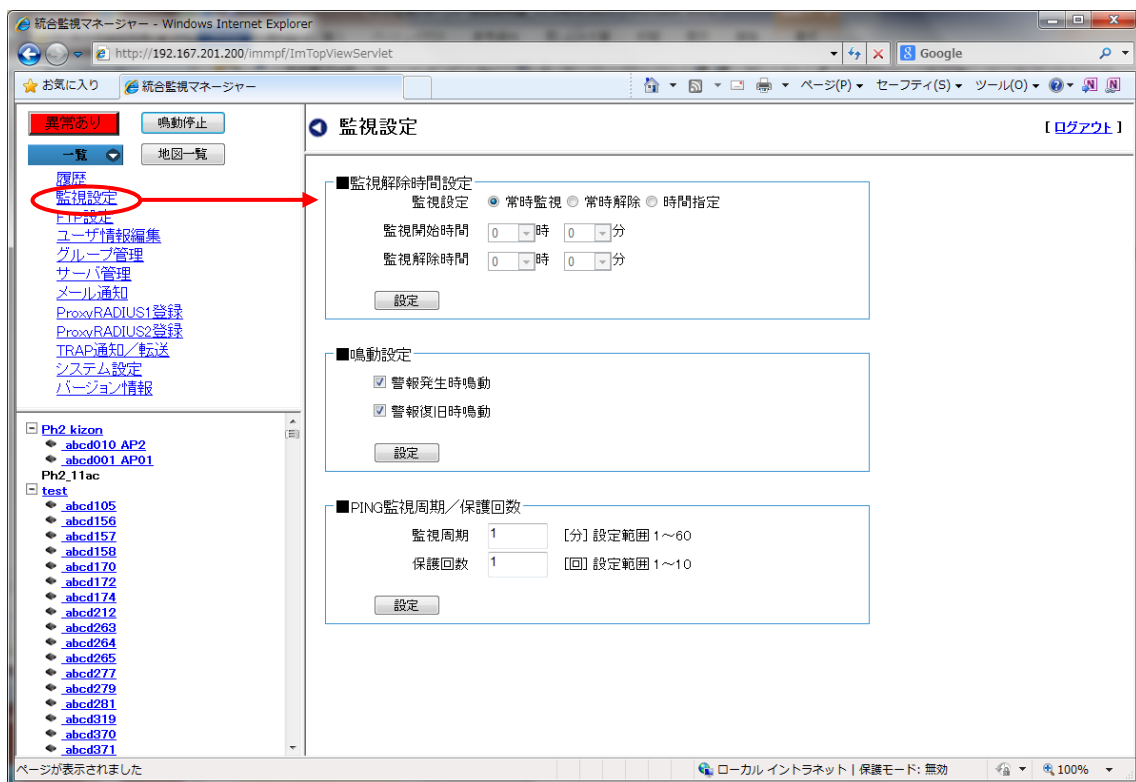 統合監視マネージャー - Windows Internet Explorer
http://192.167.201.200/immpf/ImTopViewServlet
Google
お気に入り
統合監視マネージャー
ページ(P)
セーフティ(S)
ツール(O)
異常あり
鳴動停止
一覧
地図一覧
履歴
監視設定
FTP設定
ユーザ情報編集
グループ管理
サーバ管理
メール通知
ProxyRADIUS1登録
ProxyRADIUS2登録
TRAP通知／転送
システム設定
バージョン情報
Ph2 kizon
abcd010 AP2
abcd001 AP01
Ph2_11ac
test
abcd105
abcd156
abcd157
abcd158
abcd170
abcd172
abcd174
abcd212
abcd263
abcd264
abcd265
abcd277
abcd279
abcd281
abcd319
abcd370
abcd371
監視設定
[ ログアウト ]
■監視解除時間設定
監視設定 常時監視 常時解除 時間指定
監視開始時間 0 時 0 分
監視解除時間 0 時 0 分
設定
■鳴動設定
警報発生時鳴動
警報復旧時鳴動
設定
■PING監視周期／保護回数
監視周期 1 [分] 設定範囲 1～60
保護回数 1 [回] 設定範囲 1～10
設定
ページが表示されました
ローカル イントラネット | 保護モード: 無効
100%